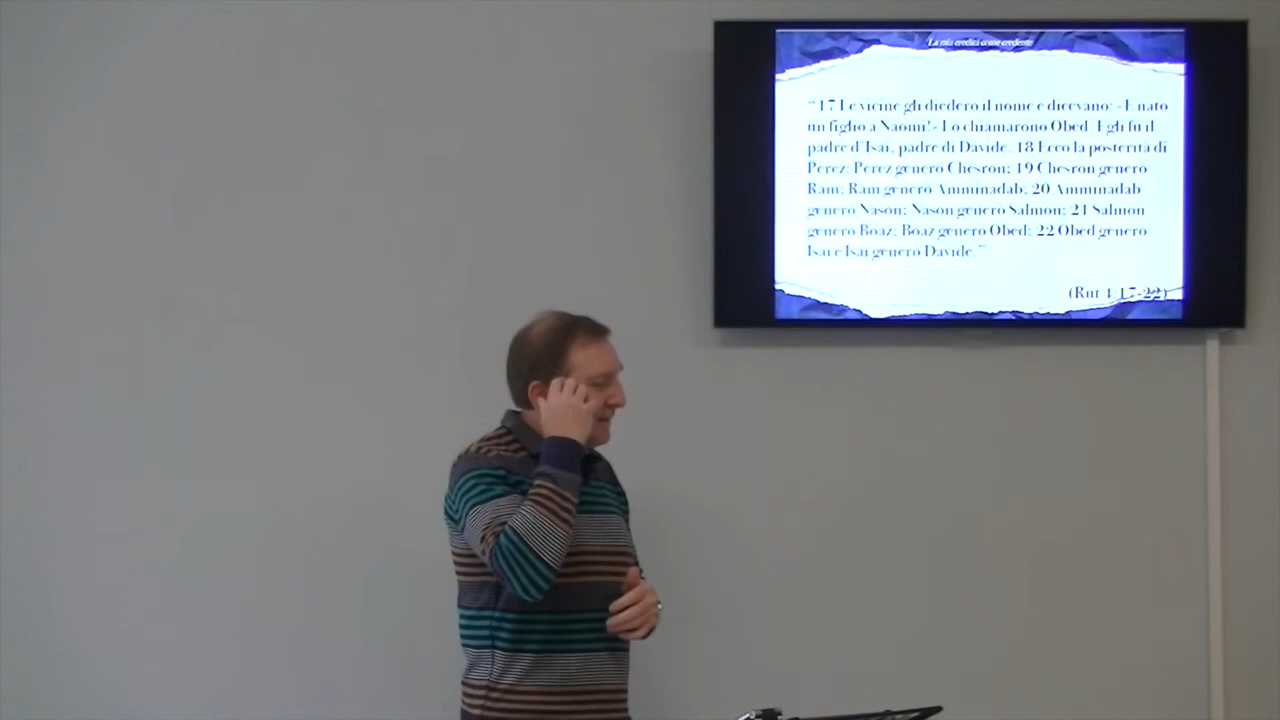 La mia eredità come credente
"17 Le vicine gli diedero il nome e dicevano: «È nato
un figlio a Naomi!» Lo chiamarono Obed. Egli fu il
padre d'Isai, padre di Davide. 18 Ecco la posterità di
Perez: Perez generò Chesron; 19 Chesron generò
Ram; Ram generò Amminadab; 20 Amminadab
generò Nason; Nason generò Salmon; 21 Salmon
generò Boaz; Boaz generò Obed; 22 Obed generò
Isai e Isai generò Davide."
(Rut 4:17-22)